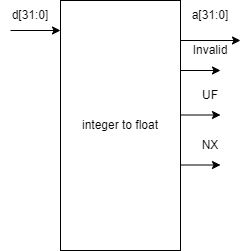 d[31:0]
a[31:0]
Invalid
UF
integer to float
NX